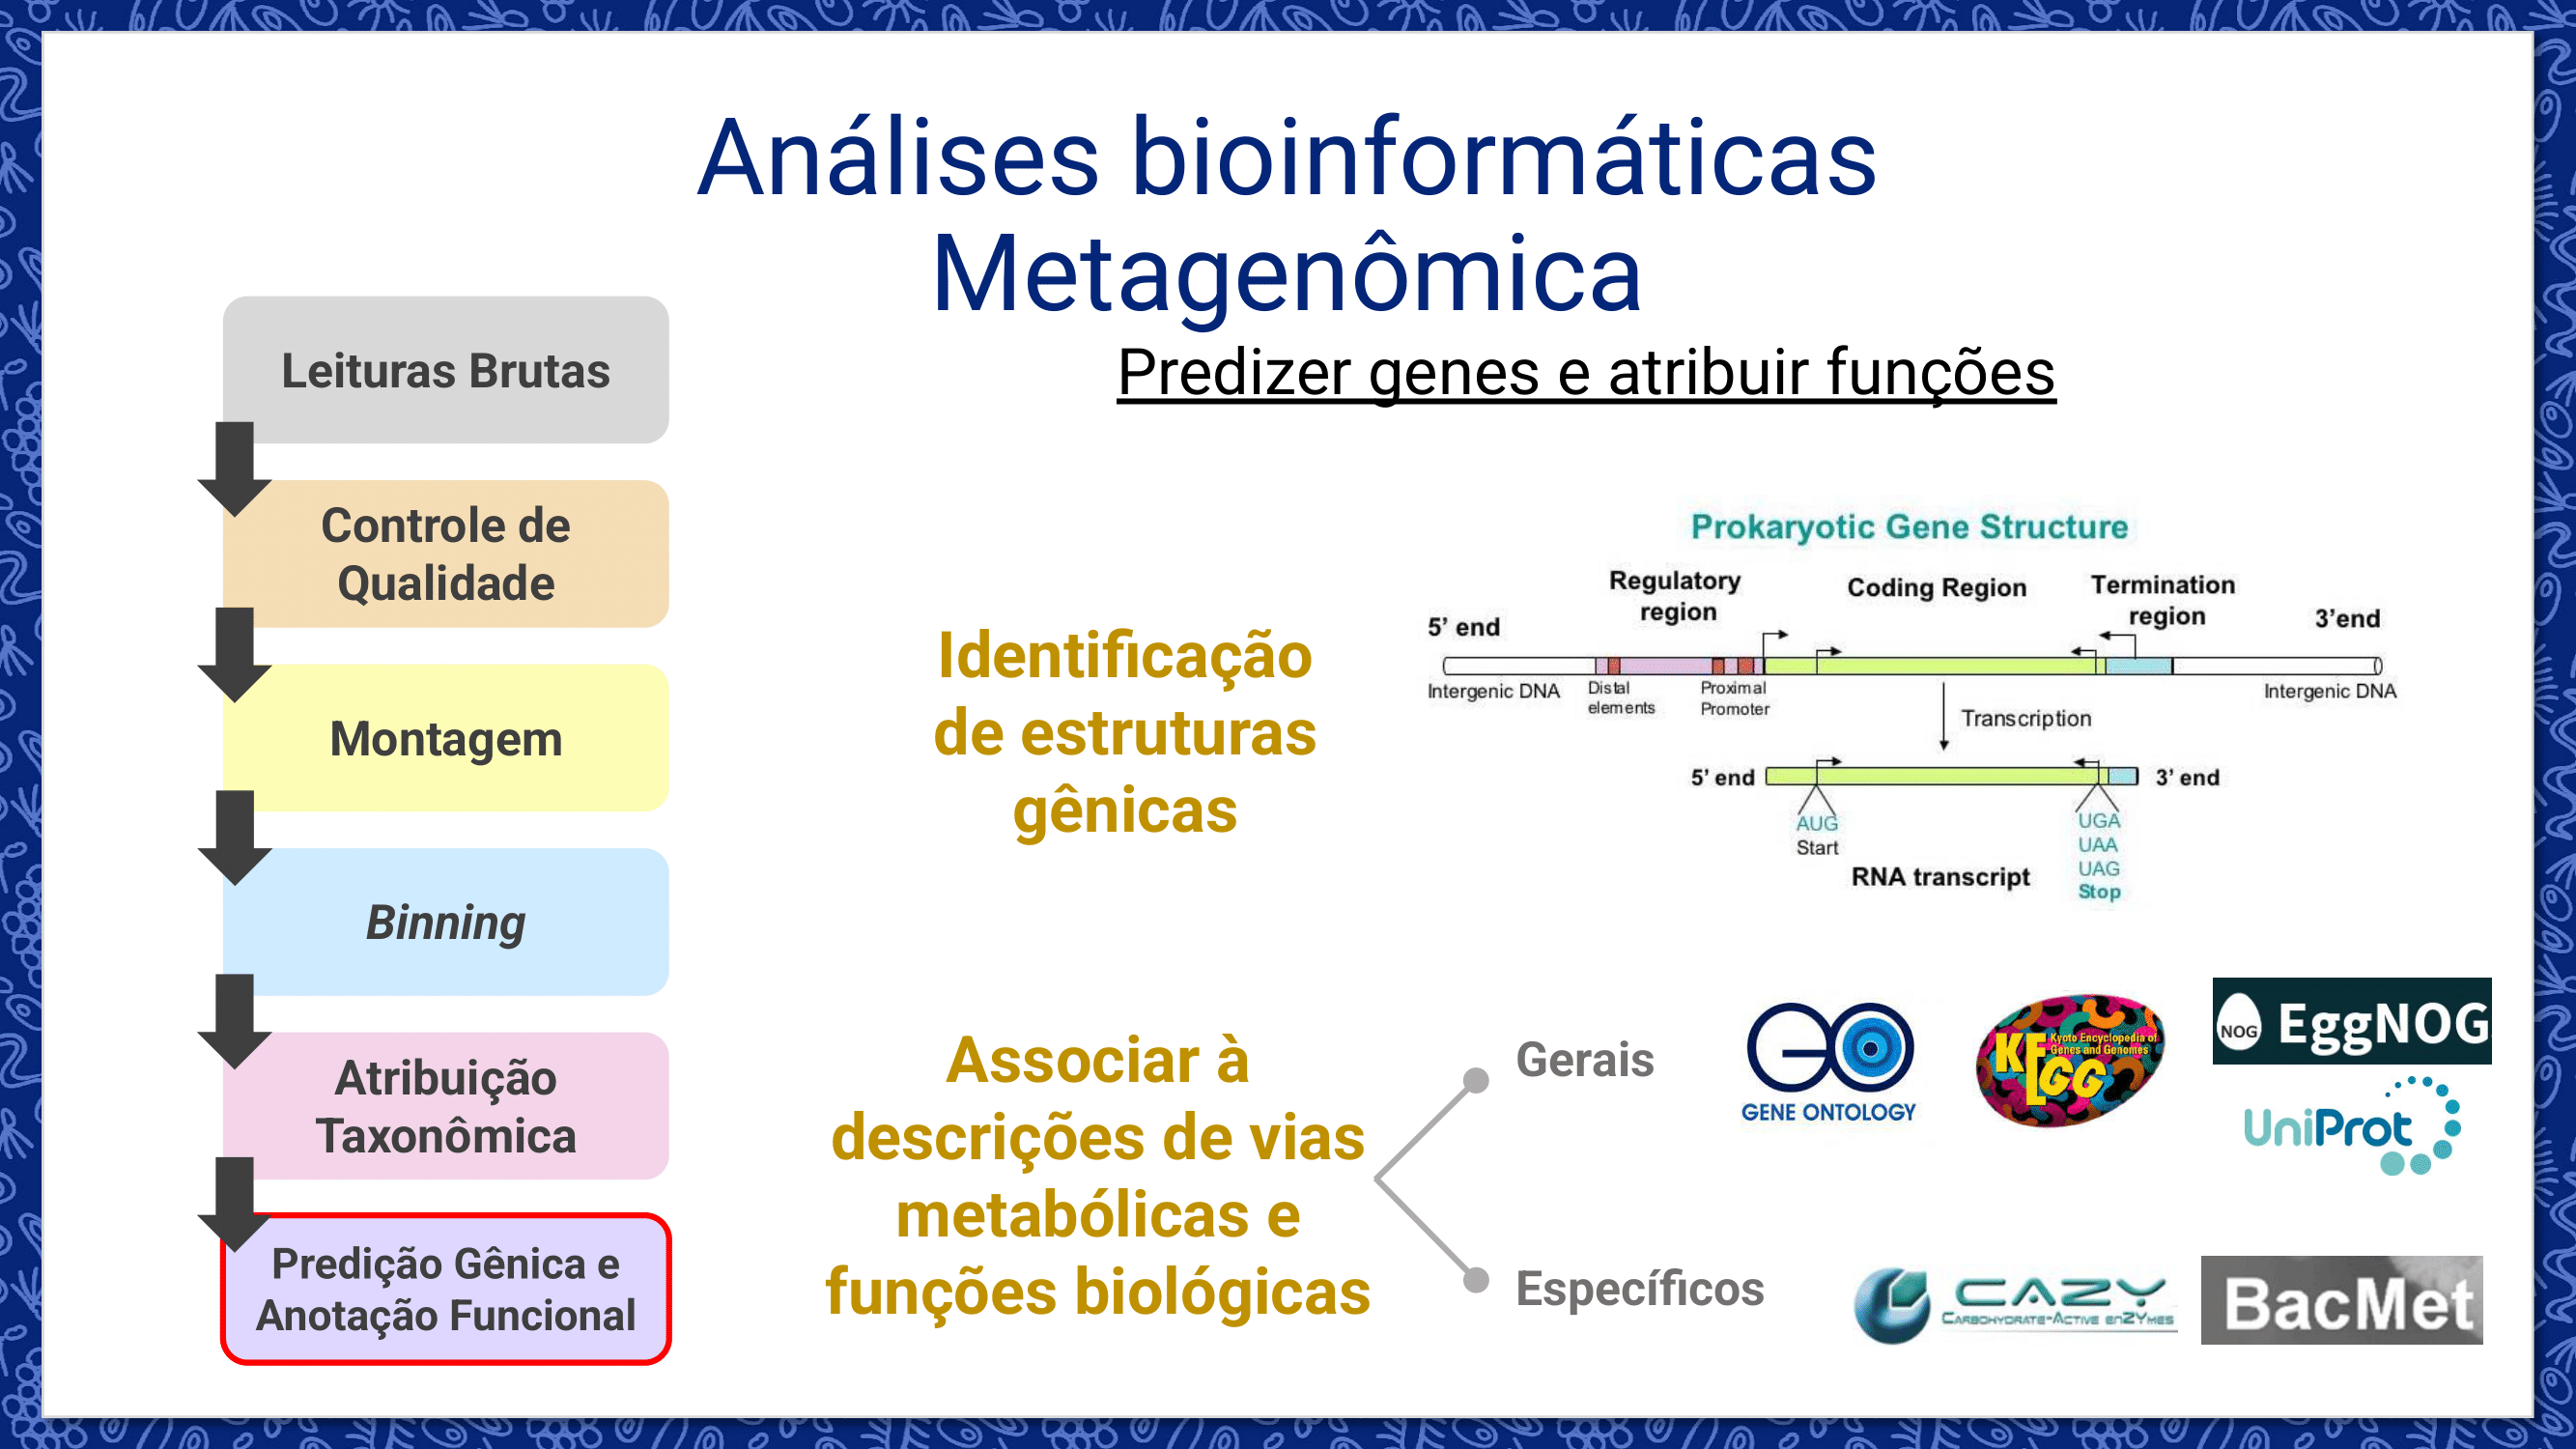 Análises bioinformáticas
Metagenômica
Predizer genes e atribuir funções
Leituras Brutas
Controle de
Qualidade
Montagem
Binning
Atribuição
Taxonômica
Predição Gênica e
Anotação Funcional
Identificação
de estruturas
gênicas
Prokaryotic Gene Structure
Regulatory
region
Coding Region
Termination
region
5’ end
3’end
Intergenic DNA
Distal
elements
Proximal
Promoter
Intergenic DNA
Transcription
5’ end
3’ end
AUG
Start
UGA
UAA
UAG
Stop
RNA transcript
Associar à
descrições de vias
metabólicas e
funções biológicas
Gerais
GO
GENE ONTOLOGY
KEGG
Kyoto Encyclopedia of
Genes and Genomes
NOG EggNOG
UniProt
Específicos
CAZY
CARBOHYDRATE-ACTIVE ENZYMES
BacMet